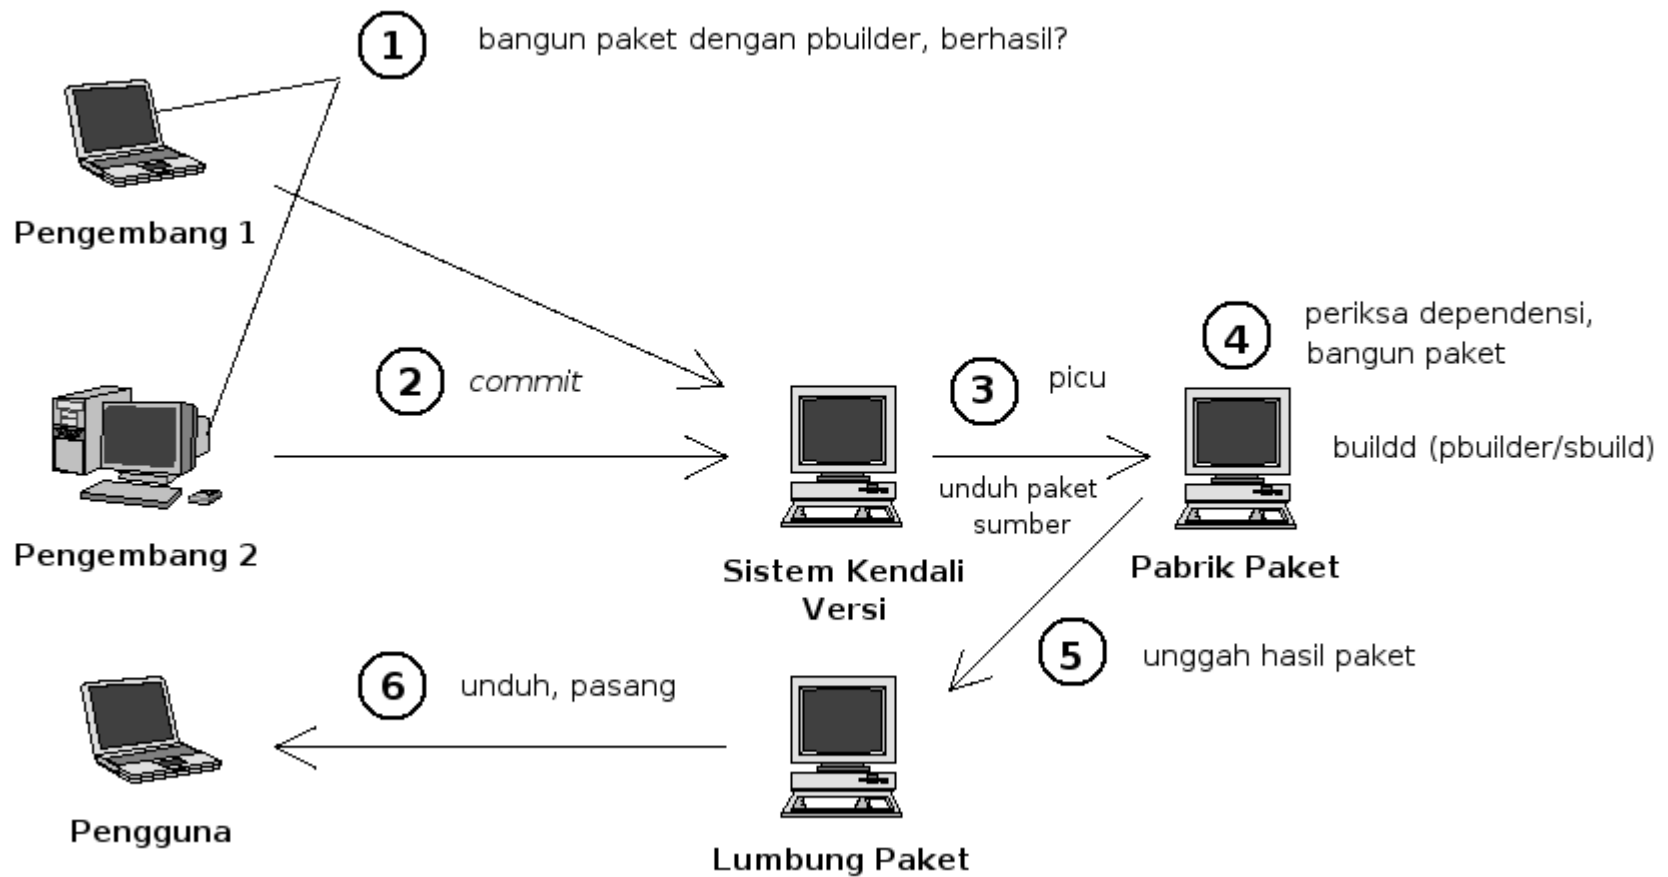 1
bangun paket dengan pbuilder, berhasil?
Pengembang 1
2
commit
Pengembang 2
3
picu
unduh paket
sumber
Sistem Kendali
Versi
4
periksa dependensi,
bangun paket
buildd (pbuilder/sbuild)
Pabrik Paket
5
unggah hasil paket
6
unduh, pasang
Pengguna
Lumbung Paket